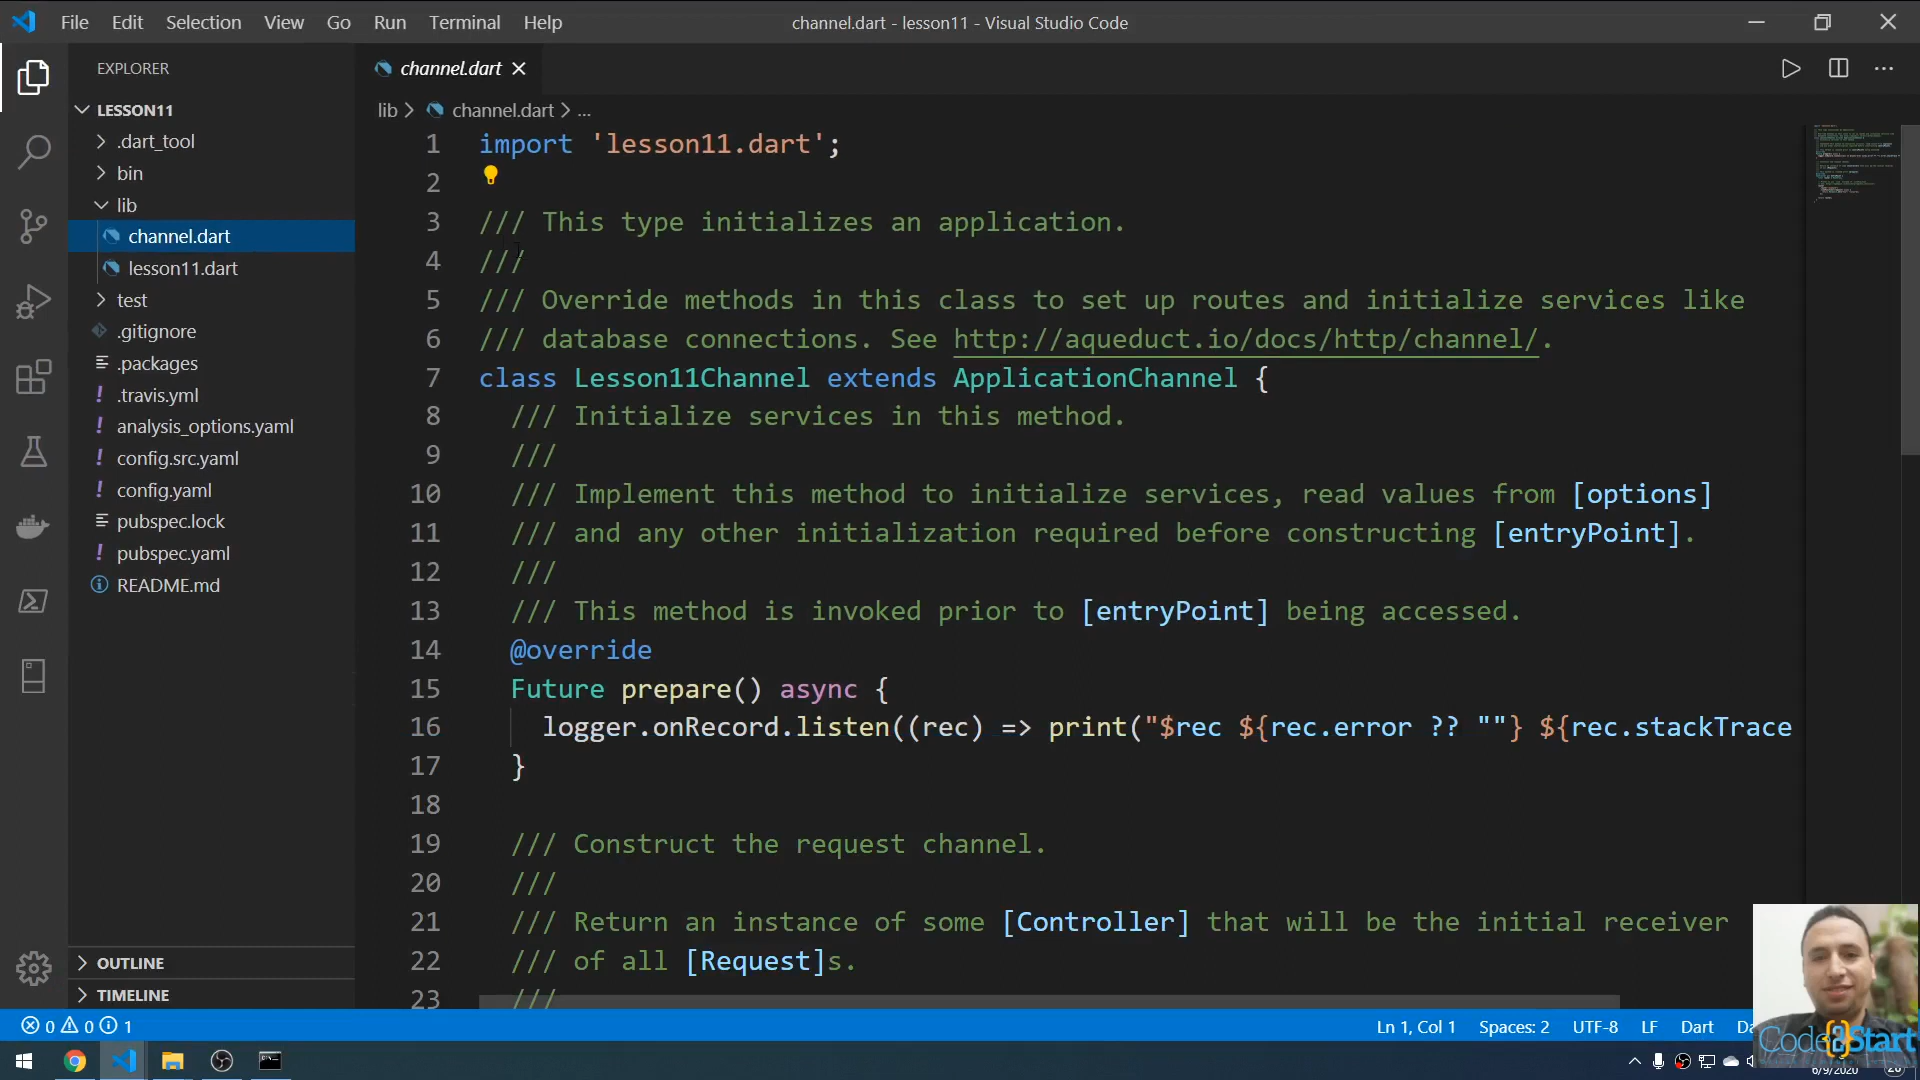 File Edit Selection View Go Run Terminal Help
channel.dart - lesson11 - Visual Studio Code
EXPLORER
LESSON11
.dart_tool
bin
lib
channel.dart
lesson11.dart
test
.gitignore
.packages
.travis.yml
analysis_options.yaml
config.src.yaml
config.yaml
pubspec.lock
pubspec.yaml
README.md
OUTLINE
TIMELINE
channel.dart
lib > channel.dart > ...
1 import 'lesson11.dart';
2
3 /// This type initializes an application.
4 ///
5 /// Override methods in this class to set up routes and initialize services like
6 /// database connections. See http://aqueduct.io/docs/http/channel/.
7 class Lesson11Channel extends ApplicationChannel {
8 /// Initialize services in this method.
9 ///
10 /// Implement this method to initialize services, read values from [options]
11 /// and any other initialization required before constructing [entryPoint].
12 ///
13 /// This method is invoked prior to [entryPoint] being accessed.
14 @override
15 Future prepare() async {
16 logger.onRecord.listen((rec) => print("$rec ${rec.error ?? ""} ${rec.stackTrace
17 }
18
19 /// Construct the request channel.
20 ///
21 /// Return an instance of some [Controller] that will be the initial receiver
22 /// of all [Request]s.
23 ///
0 0 1
Ln 1, Col 1 Spaces: 2 UTF-8 LF Dart Da
Code{2}Start
6/9/2020